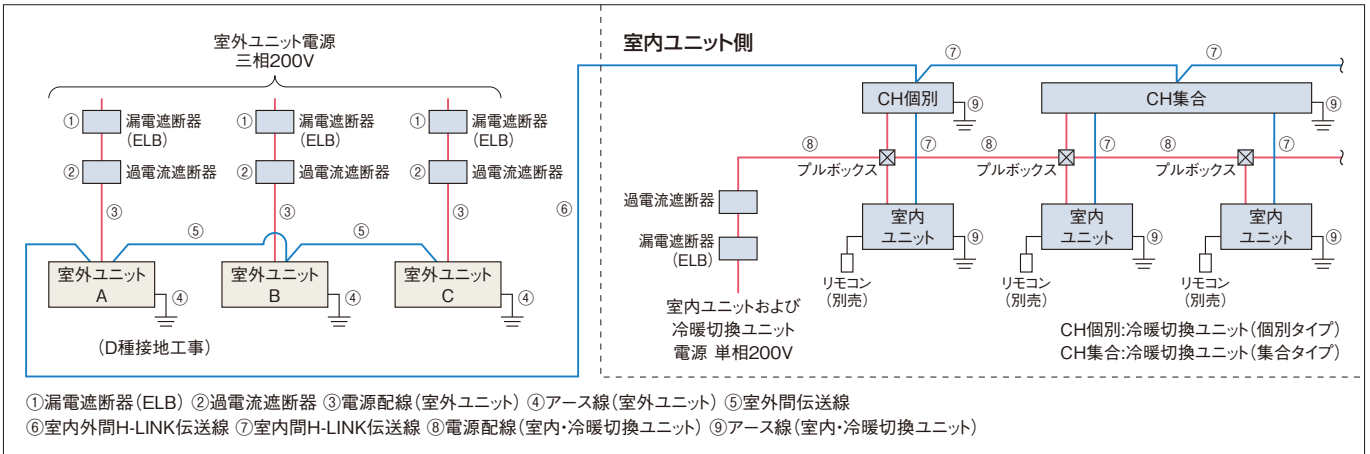 室外ユニット電源
三相200V
① 漏電遮断器
(ELB)
① 漏電遮断器
(ELB)
① 漏電遮断器
(ELB)
② 過電流遮断器
② 過電流遮断器
② 過電流遮断器
③
③
③
⑤
⑤
⑥
室外ユニット
A
室外ユニット
B
室外ユニット
C
④
④
④
(D種接地工事)
室内ユニット側
⑦
⑦
CH個別
⑨
CH集合
⑨
⑧
⑦
⑧
⑦
⑧
⑦
プルボックス
プルボックス
プルボックス
過電流遮断器
漏電遮断器
(ELB)
室内
ユニット
⑨
室内
ユニット
⑨
室内
ユニット
⑨
リモコン
(別売)
リモコン
(別売)
リモコン
(別売)
室内ユニットおよび
冷暖切換ユニット
電源 単相200V
CH個別:冷暖切換ユニット(個別タイプ)
CH集合:冷暖切換ユニット(集合タイプ)
①漏電遮断器(ELB) ②過電流遮断器 ③電源配線(室外ユニット) ④アース線(室外ユニット) ⑤室外間伝送線
⑥室内外間H-LINK伝送線 ⑦室内間H-LINK伝送線 ⑧電源配線(室内・冷暖切換ユニット) ⑨アース線(室内・冷暖切換ユニット)